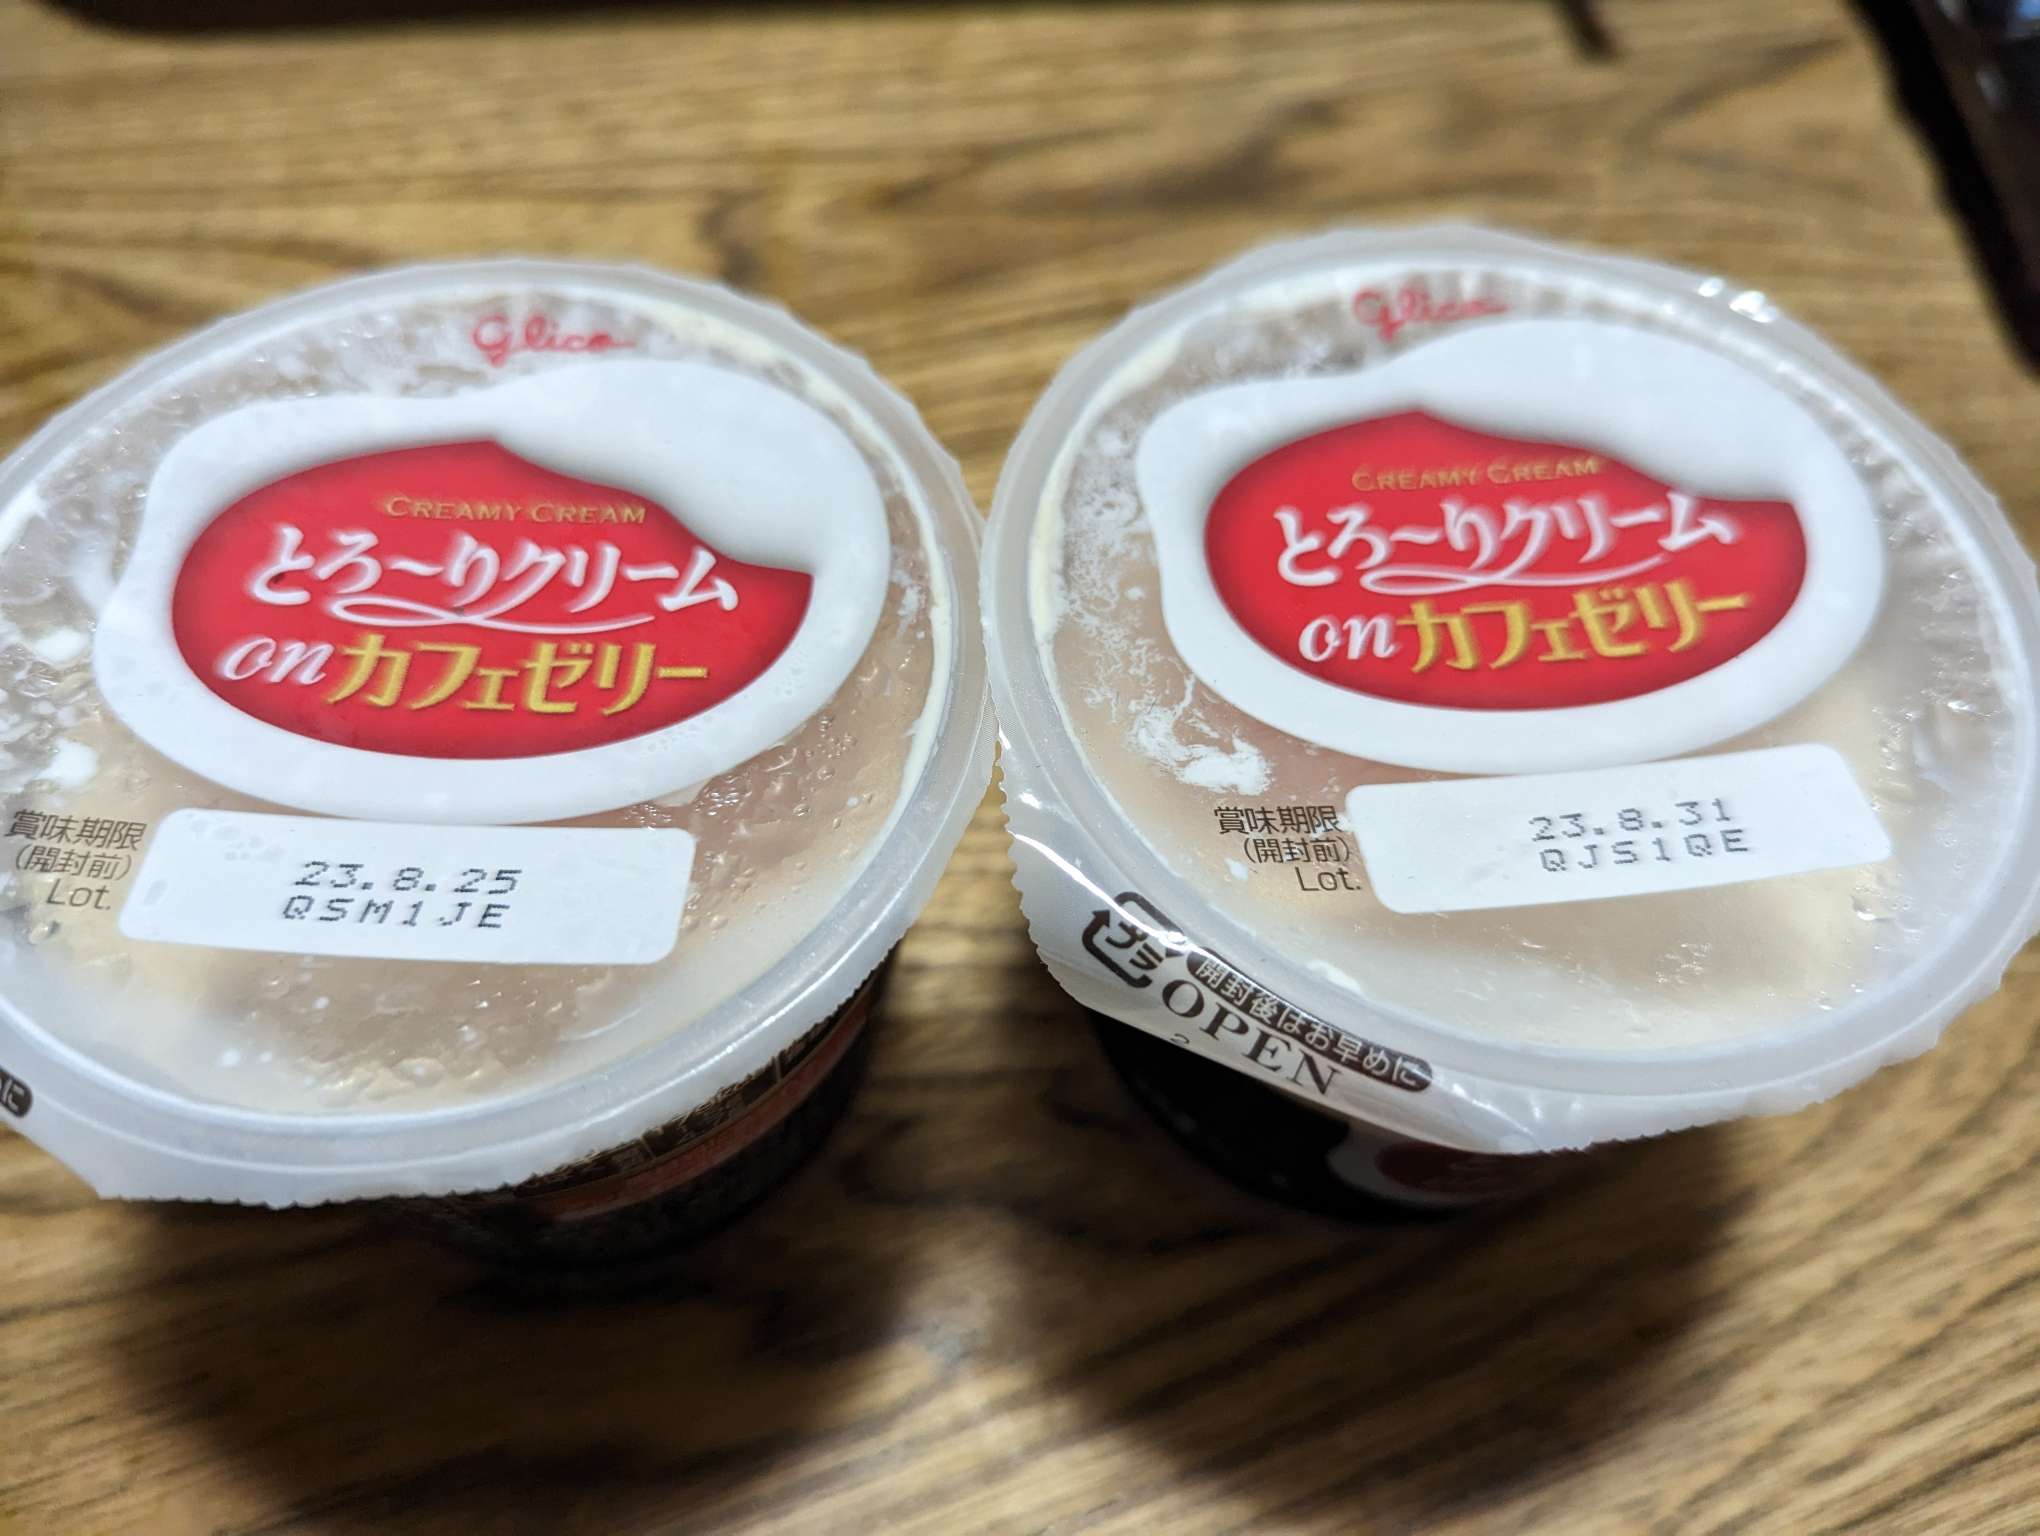 Glico
CREAMY CREAM
とろ〜りクリーム
onカフェゼリー
賞味期限
(開封前)
Lot.
23.8.25
QSM1JE
に
Glico
CREAMY CREAM
とろ〜りクリーム
onカフェゼリー
賞味期限
(開封前)
Lot.
23.8.31
QJS1QE
プラ
開封後はお早めに
OPEN
2